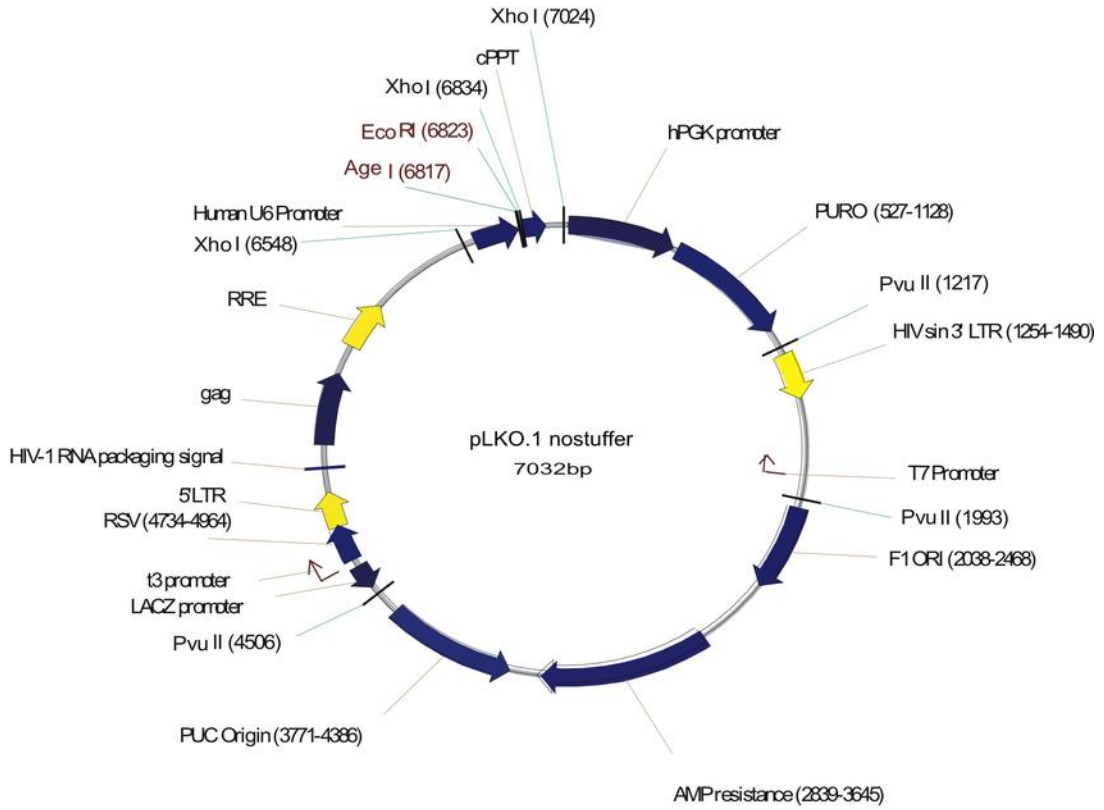 Xho I (7024)
cPPT
Xho I (6834)
Eco RI (6823)
Age I (6817)
hPGK promoter
PURO (527-1128)
Human U6 Promoter
Xho I (6548)
Pvu II (1217)
RRE
HIV sin 3' LTR (1254-1490)
gag
pLKO.1 nostuffer
7032bp
HIV-1 RNA packaging signal
T7 Promoter
5'LTR
RSV (4734-4964)
Pvu II (1993)
F1 ORI (2038-2468)
t3 promoter
LACZ promoter
Pvu II (4506)
PUC Origin (3771-4386)
AMP resistance (2839-3645)